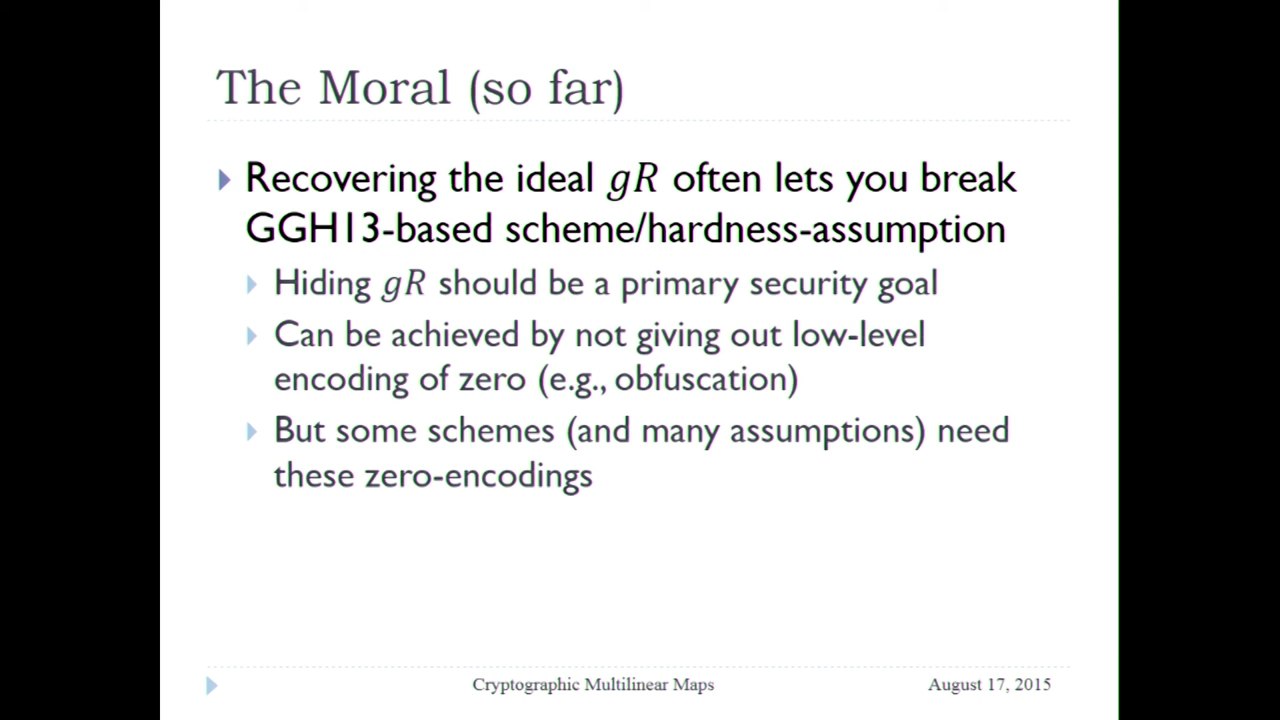 The Moral (so far)
Recovering the ideal gR often lets you break
GGH13-based scheme/hardness-assumption
Hiding gR should be a primary security goal
Can be achieved by not giving out low-level
encoding of zero (e.g., obfuscation)
But some schemes (and many assumptions) need
these zero-encodings
Cryptographic Multilinear Maps
August 17, 2015